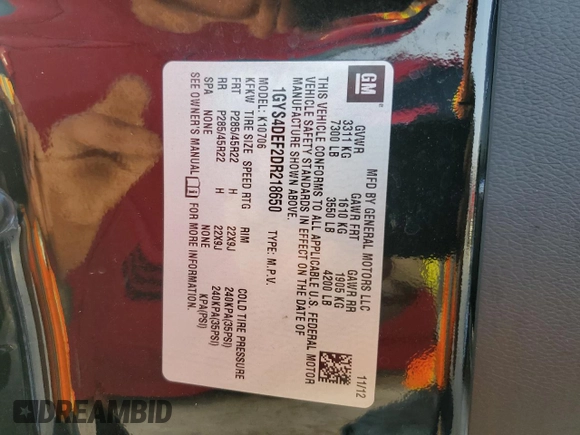 GM
MFD BY GENERAL MOTORS LLC
11/12
GVWR GAWR FRT GAWR RR
3311 KG 1610 KG 1905 KG
7300 LB 3550 LB 4200 LB
THIS VEHICLE CONFORMS TO ALL APPLICABLE U.S. FEDERAL MOTOR
VEHICLE SAFETY STANDARDS IN EFFECT ON THE DATE OF
MANUFACTURE SHOWN ABOVE.
1GYS4DEF2DR218650 TYPE: M.P.V.
MODEL: K10706
KFKW TIRE SIZE SPEED RTG RIM COLD TIRE PRESSURE
FRT P285/45R22 H 22X9J 240KPA(35PSI)
RR P285/45R22 H 22X9J 240KPA(35PSI)
SPA NONE NONE KPA(PSI)
SEE OWNER'S MANUAL FOR MORE INFORMATION.
DREAMBID